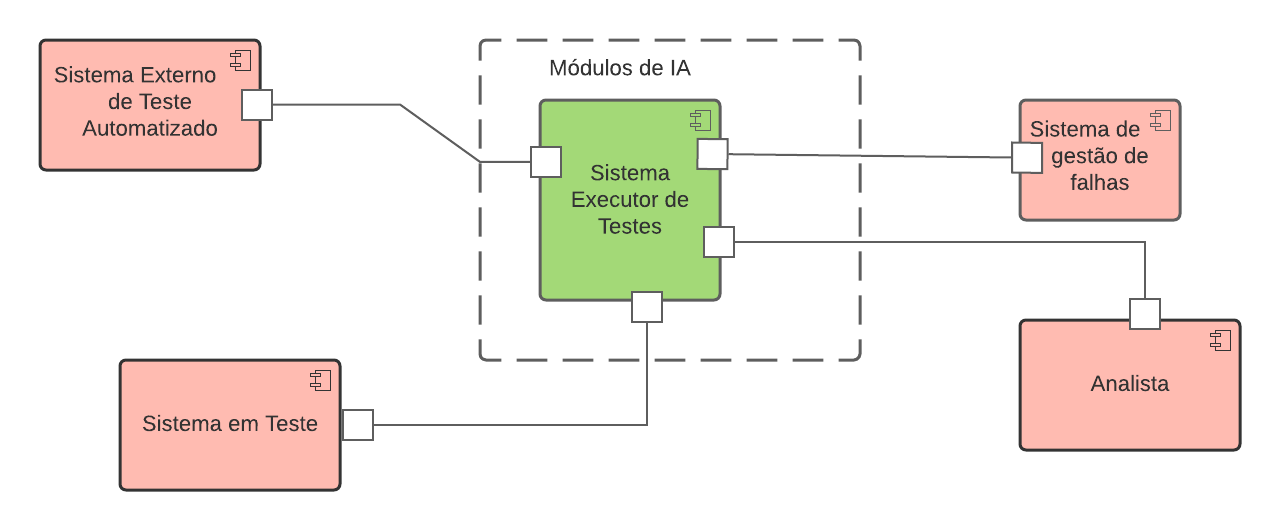 Sistema Externo
de Teste
Automatizado
Módulos de IA
Sistema
Executor de
Testes
Sistema de
gestão de
falhas
Sistema em Teste
Analista